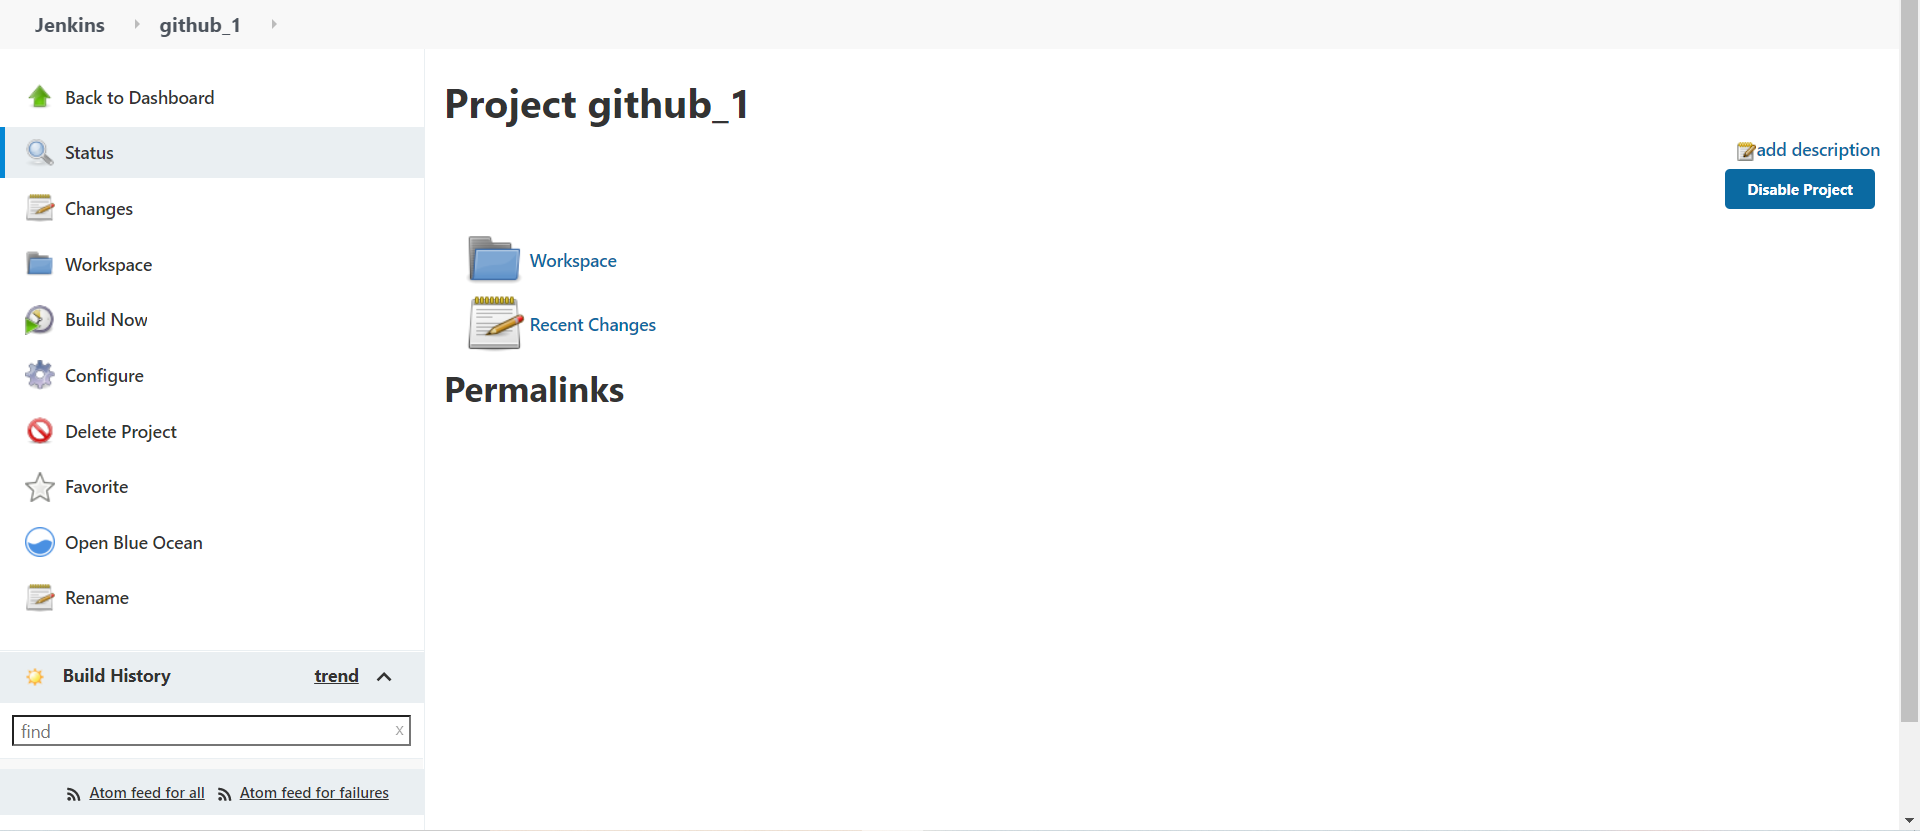 Jenkins github_1
Back to Dashboard
Status
Changes
Workspace
Build Now
Configure
Delete Project
Favorite
Open Blue Ocean
Rename
Build History trend
find x
Atom feed for all Atom feed for failures
Project github_1
add description
Disable Project
Workspace
Recent Changes
Permalinks